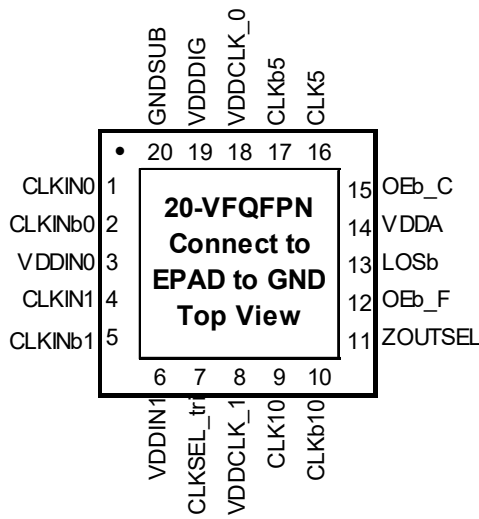 GNDSUB
VDDDIG
VDDCLK_0
CLKb5
CLK5
20 19 18 17 16
CLKIN0 1
CLKINb0 2
VDDIN0 3
CLKIN1 4
CLKINb1 5
20-VFQFPN
Connect to
EPAD to GND
Top View
15 OEb_C
14 VDDA
13 LOSb
12 OEb_F
11 ZOUTSEL
6 7 8 9 10
VDDIN1
CLKSEL_tri
VDDCLK_1
CLK10
CLKb10